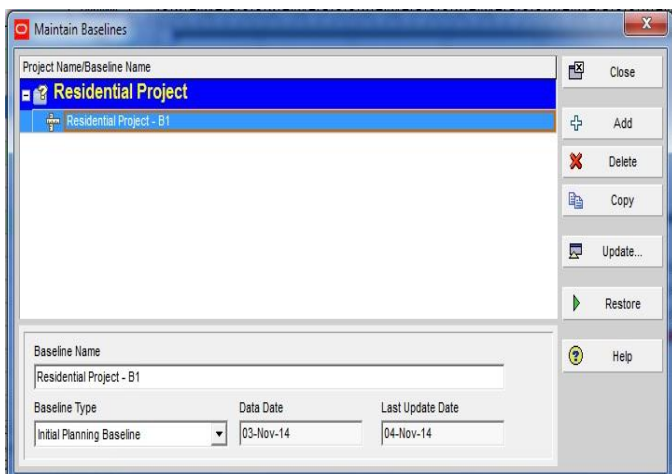 Maintain Baselines
Project Name/Baseline Name
Residential Project
Residential Project - B1
Close
Add
Delete
Copy
Update...
Restore
Help
Baseline Name
Residential Project - B1
Baseline Type Data Date Last Update Date
Initial Planning Baseline 03-Nov-14 04-Nov-14